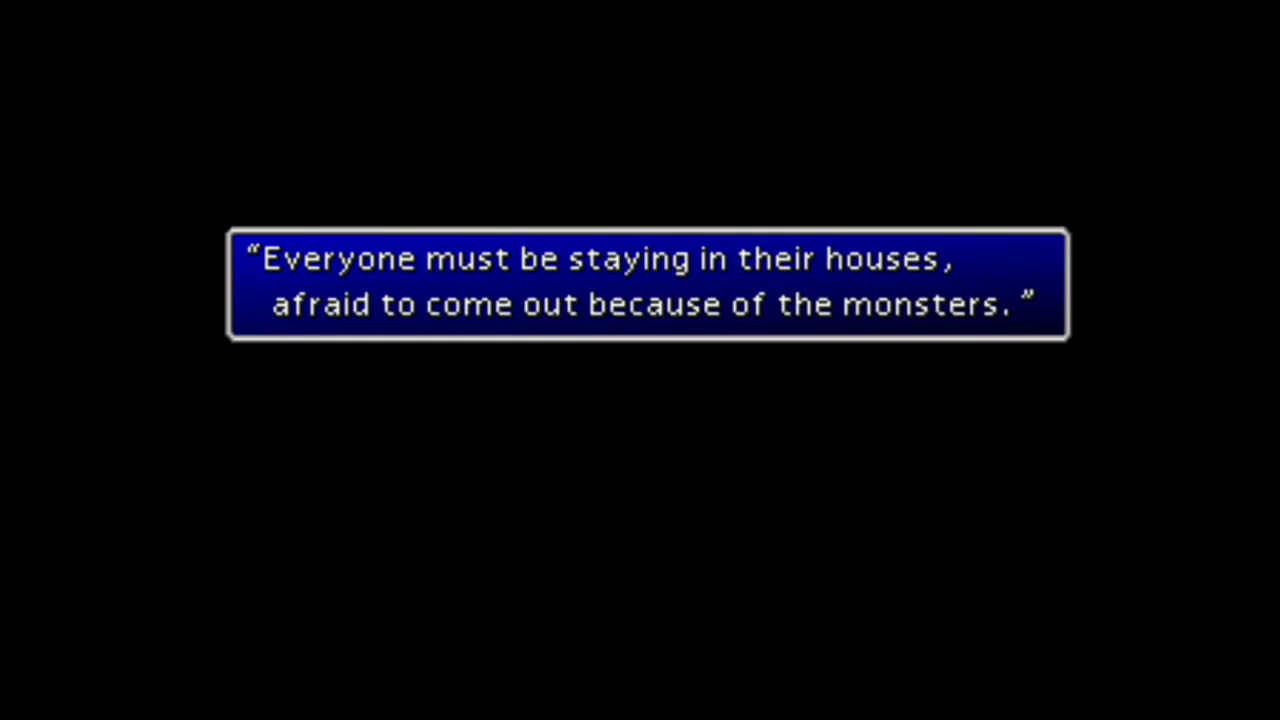 “Everyone must be staying in their houses,
afraid to come out because of the monsters.”